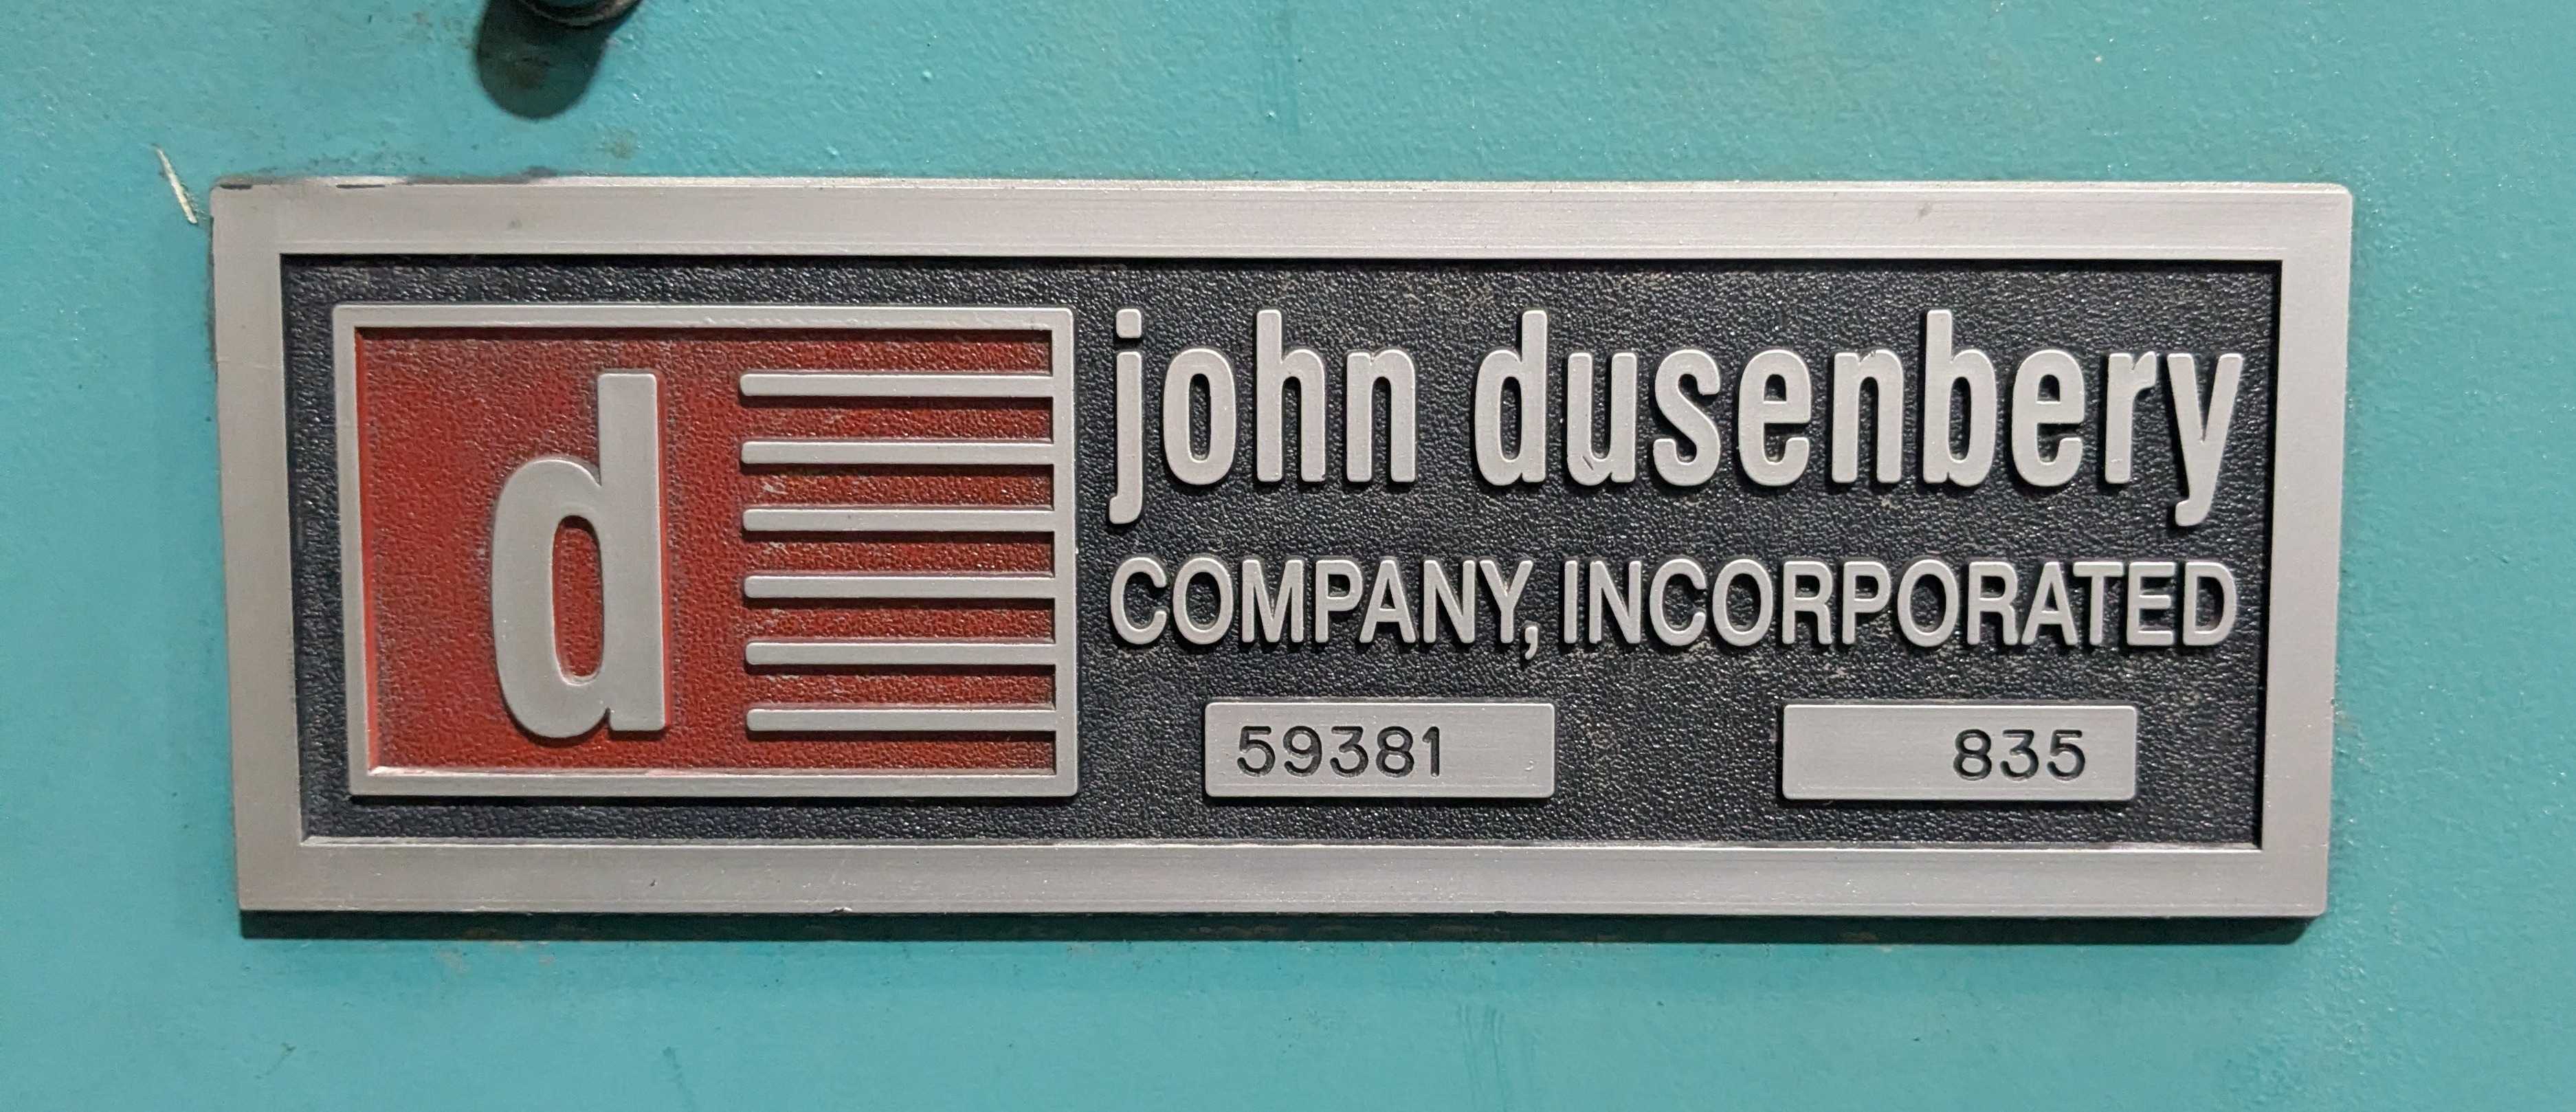 d
john dusenbery
COMPANY, INCORPORATED
59381 835